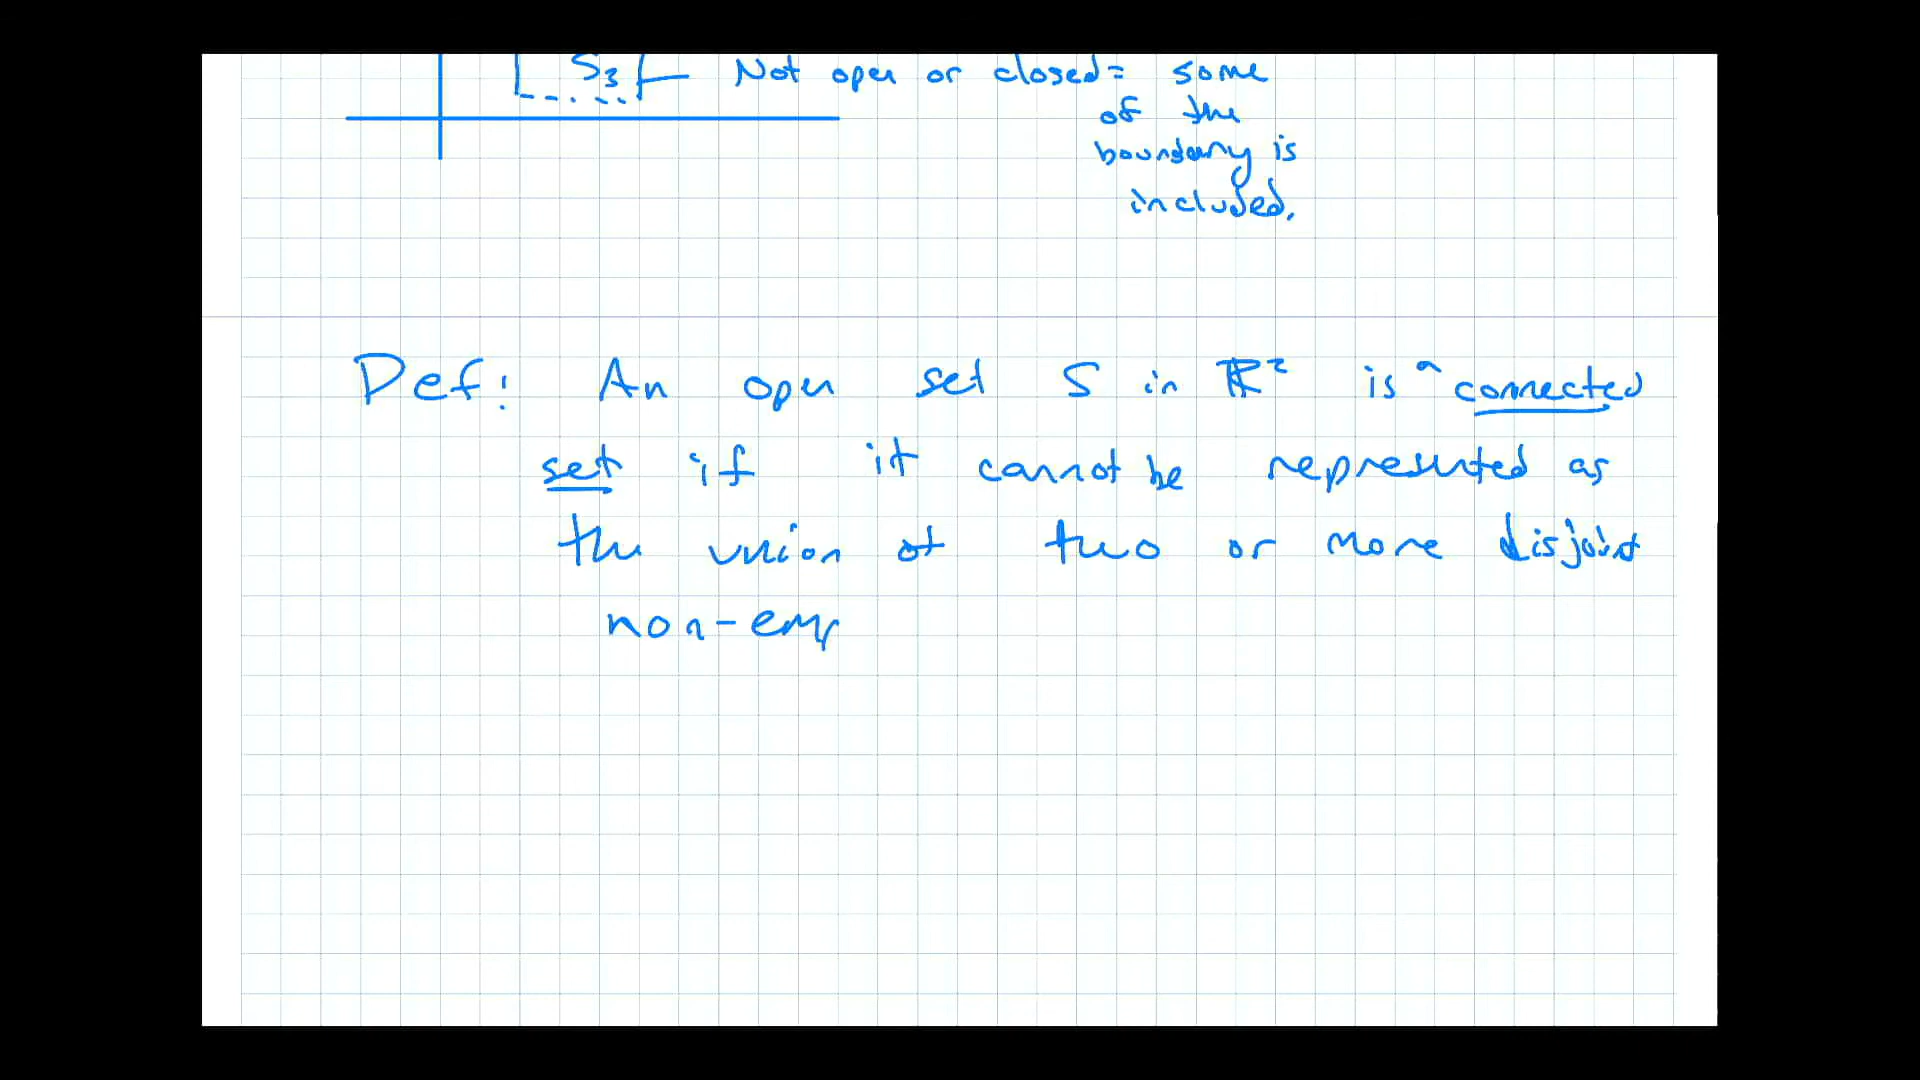 S3 Not open or closed = some
of the
boundary is
included.
Def: An open set S in ℝ² is a connected
set if it cannot be represented as
the union of two or more disjoint
non-emp